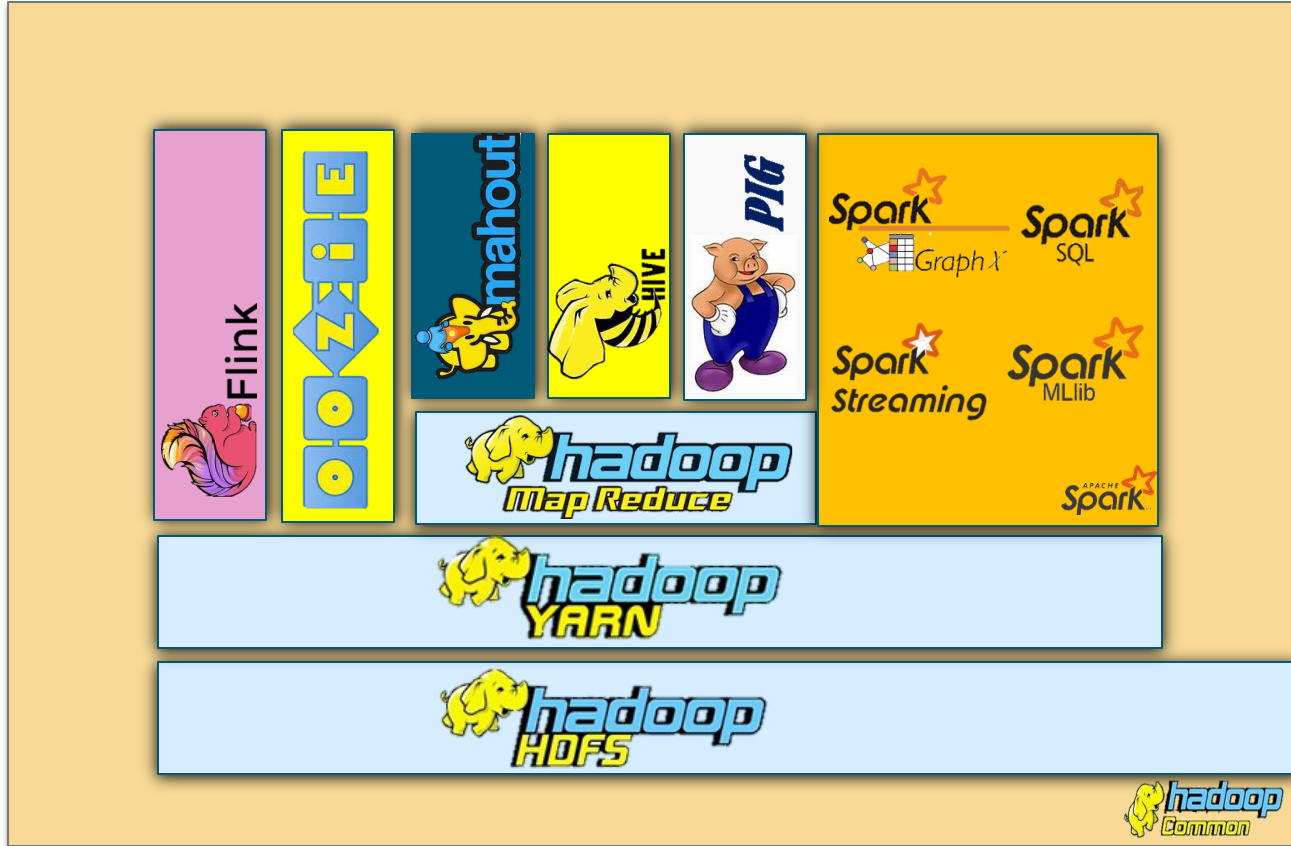 Flink
OOZIE
mahout
HIVE
PIG
Spark
GraphX
Spark
SQL
Spark
Streaming
Spark
MLlib
APACHE
Spark
hadoop
Map Reduce
hadoop
YARN
hadoop
HDFS
hadoop
Common